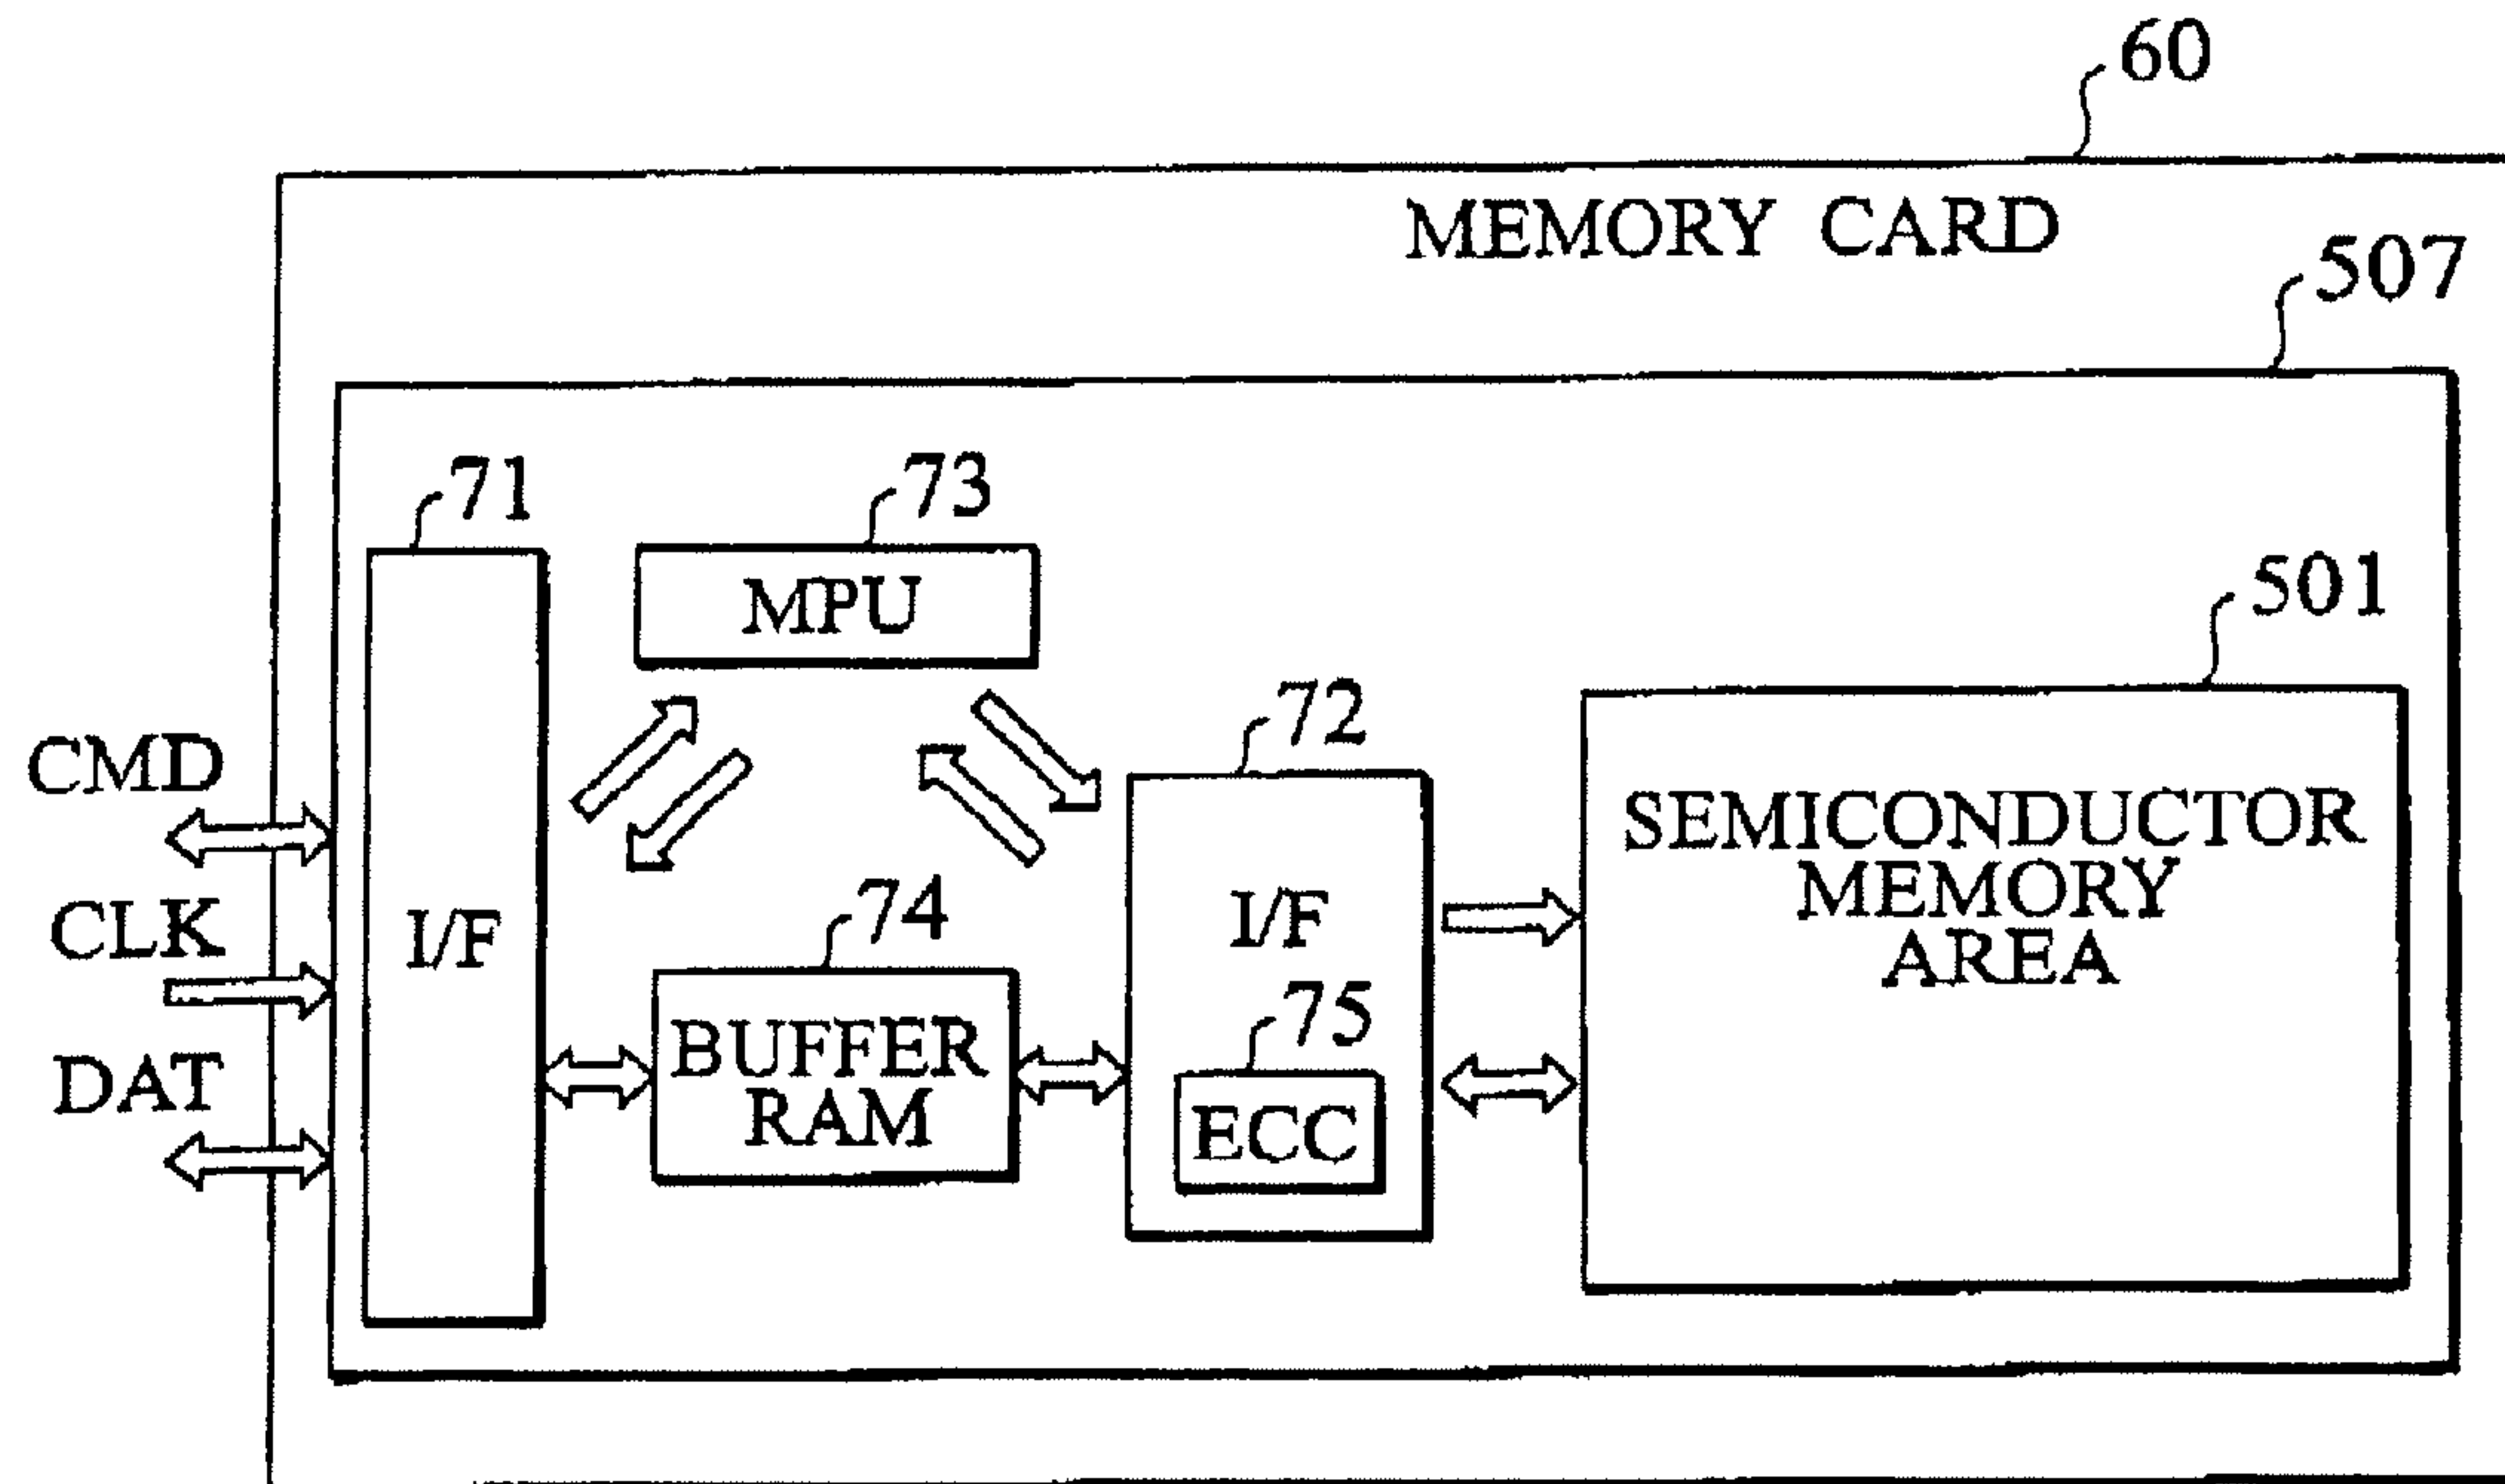 60
MEMORY CARD
507
71
73
MPU
501
72
CMD
SEMICONDUCTOR
MEMORY
AREA
74
I/F
CLK
I/F
75
BUFFER
RAM
DAT
ECC